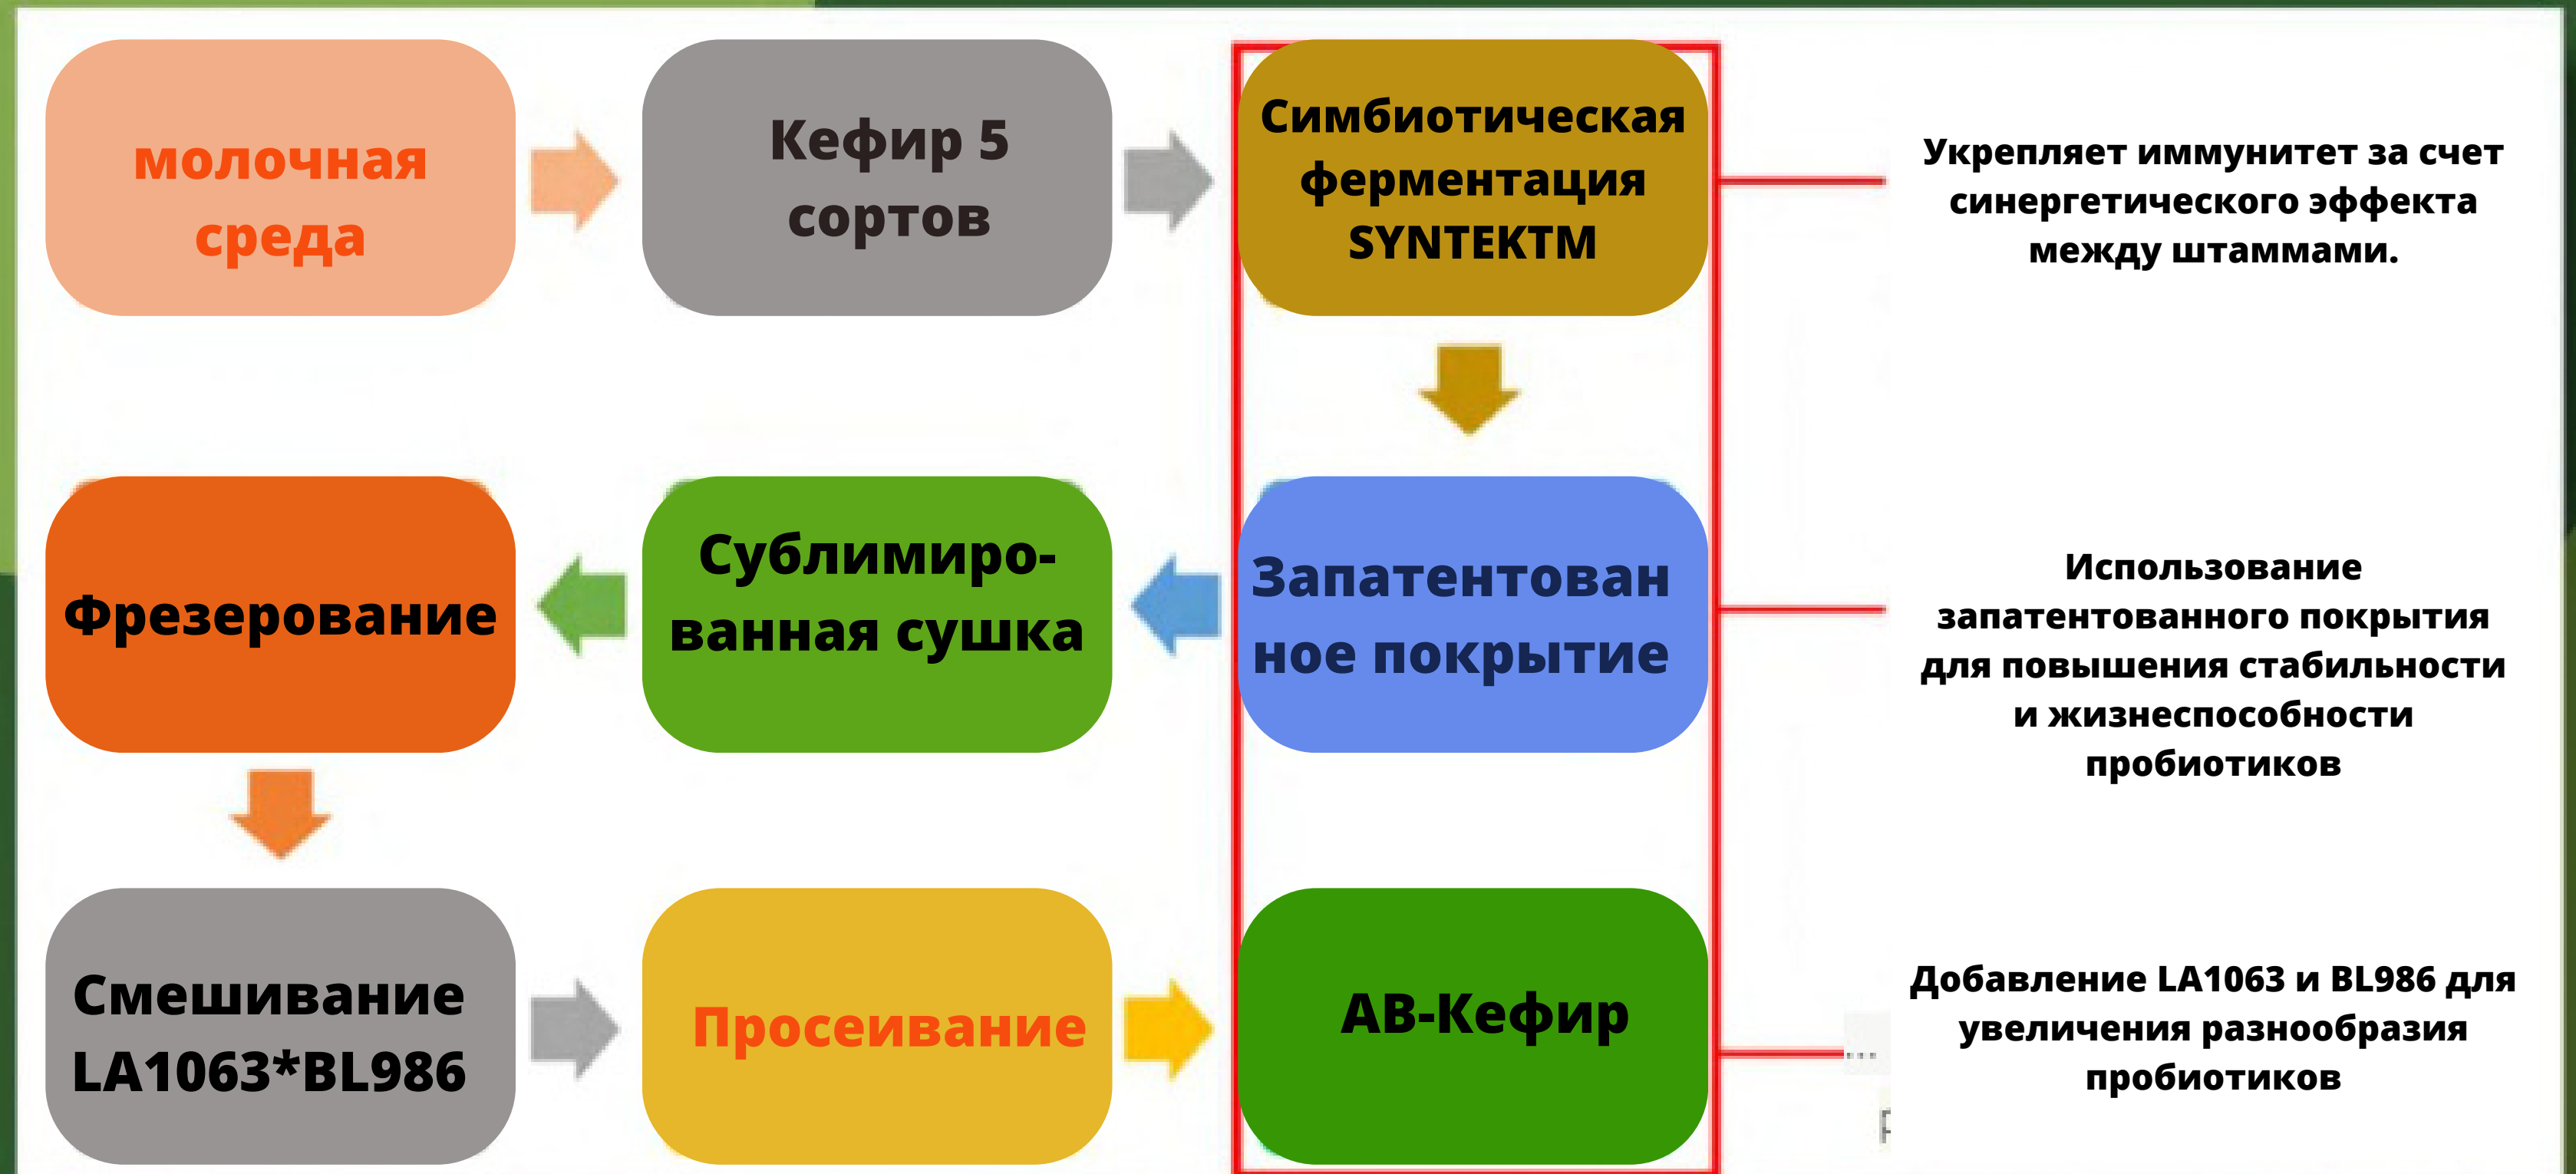 молочная
среда
Кефир 5
сортов
Симбиотическая
ферментация
SYNTEKTM
Укрепляет иммунитет за счет
синергетического эффекта
между штаммами.
Фрезерование
Сублимиро-
ванная сушка
Запатентован
ное покрытие
Использование
запатентованного покрытия
для повышения стабильности
и жизнеспособности
пробиотиков
Смешивание
LA1063*BL986
Просеивание
АВ-Кефир
Добавление LA1063 и BL986 для
увеличения разнообразия
пробиотиков